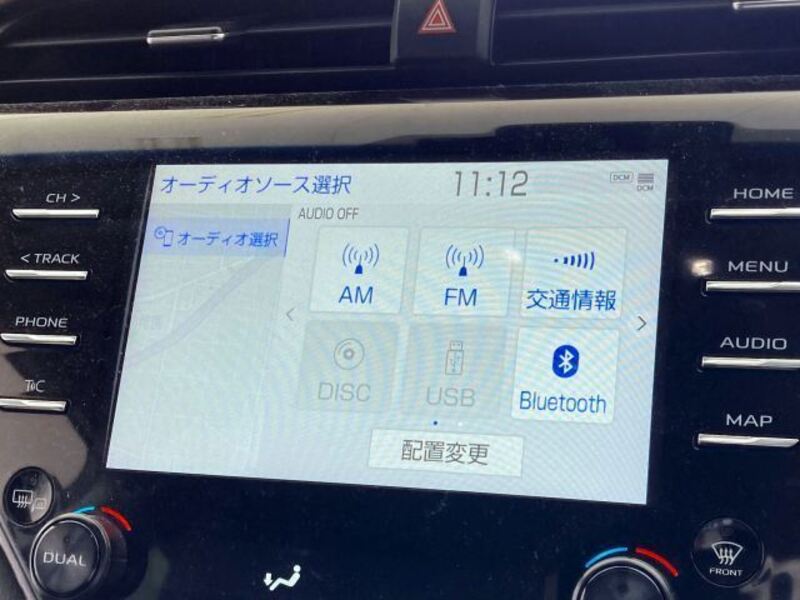 CH >
< TRACK
PHONE
T&C
オーディオソース選択
11:12
DCM
DCM
オーディオ選択
AUDIO OFF
AM
FM
交通情報
DISC
USB
Bluetooth
配置変更
HOME
MENU
AUDIO
MAP
DUAL
FRONT